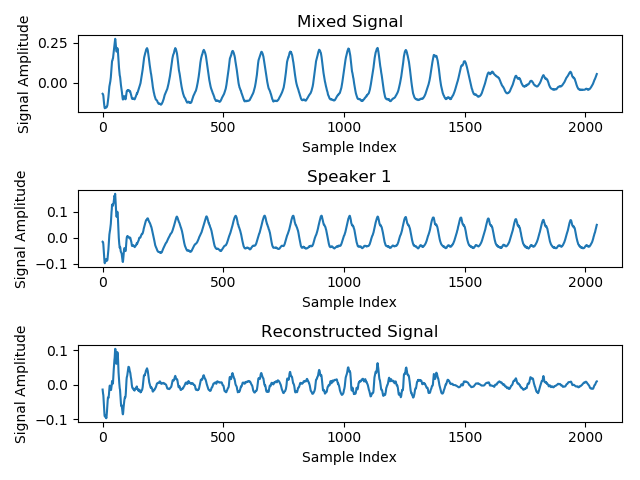 Mixed Signal
Signal Amplitude
0.25
0.00
0 500 1000 1500 2000
Sample Index
Speaker 1
Signal Amplitude
0.1
0.0
−0.1
0 500 1000 1500 2000
Sample Index
Reconstructed Signal
Signal Amplitude
0.1
0.0
−0.1
0 500 1000 1500 2000
Sample Index